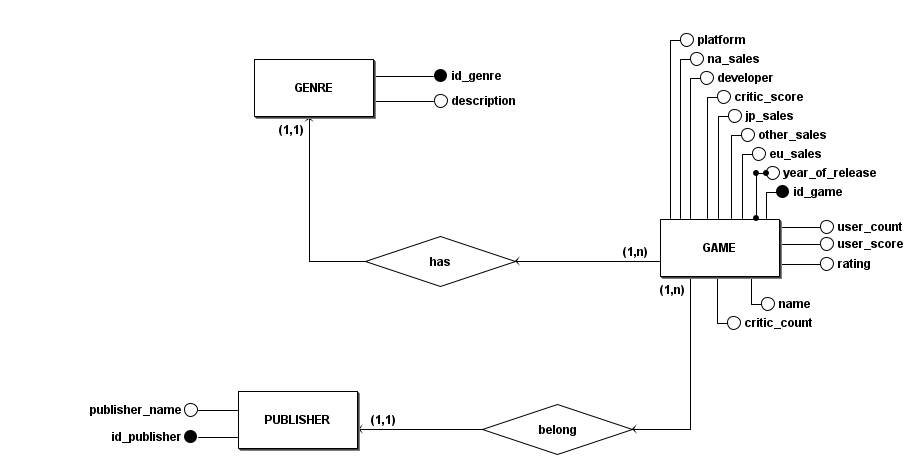 platform
na_sales
developer
critic_score
jp_sales
other_sales
eu_sales
year_of_release
id_game
GENRE
id_genre
description
(1,1)
user_count
user_score
rating
GAME
(1,n)
has
(1,n)
name
critic_count
publisher_name
id_publisher
PUBLISHER
(1,1)
belong